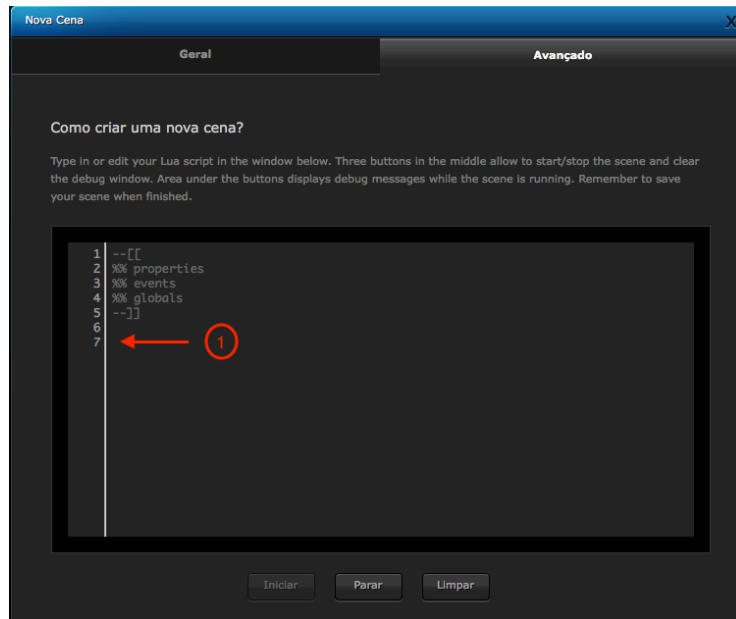 Nova Cena X
Geral Avançado
Como criar uma nova cena?
Type in or edit your Lua script in the window below. Three buttons in the middle allow to start/stop the scene and clear
the debug window. Area under the buttons displays debug messages while the scene is running. Remember to save
your scene when finished.
1 --[[
2 %% properties
3 %% events
4 %% globals
5 --]]
6
7 1
Iniciar Parar Limpar